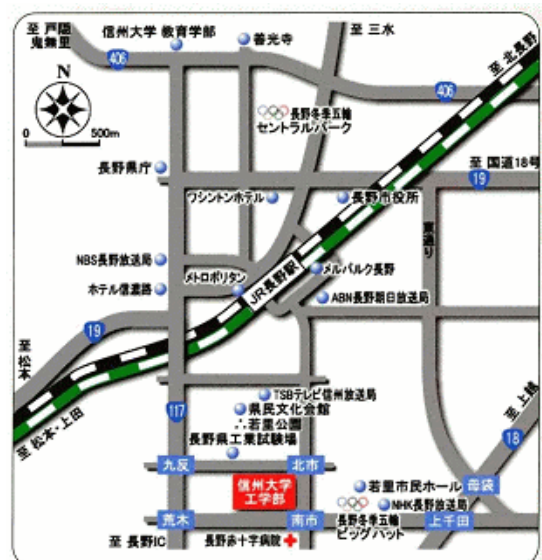 至 戸隠
鬼無里
信州大学 教育学部
善光寺
至 三水
至 北長野
406
406
N
0 500m
長野冬季五輪
セントラルパーク
長野県庁
至 国道18号
19
ワシントンホテル
長野市役所
東通り
NBS長野放送局
メトロポリタン
JR長野駅
メルパルク長野
ホテル信濃路
ABN長野朝日放送局
19
至 松本
至 松本・上田
117
TSBテレビ信州放送局
県民文化会館
∴若里公園
長野県工業試験場
至 上越
18
九反
北市
信州大学
工学部
若里市民ホール
母袋
NHK長野放送局
荒木
南市
長野冬季五輪
ビッグハット
上千田
至 長野IC
長野赤十字病院